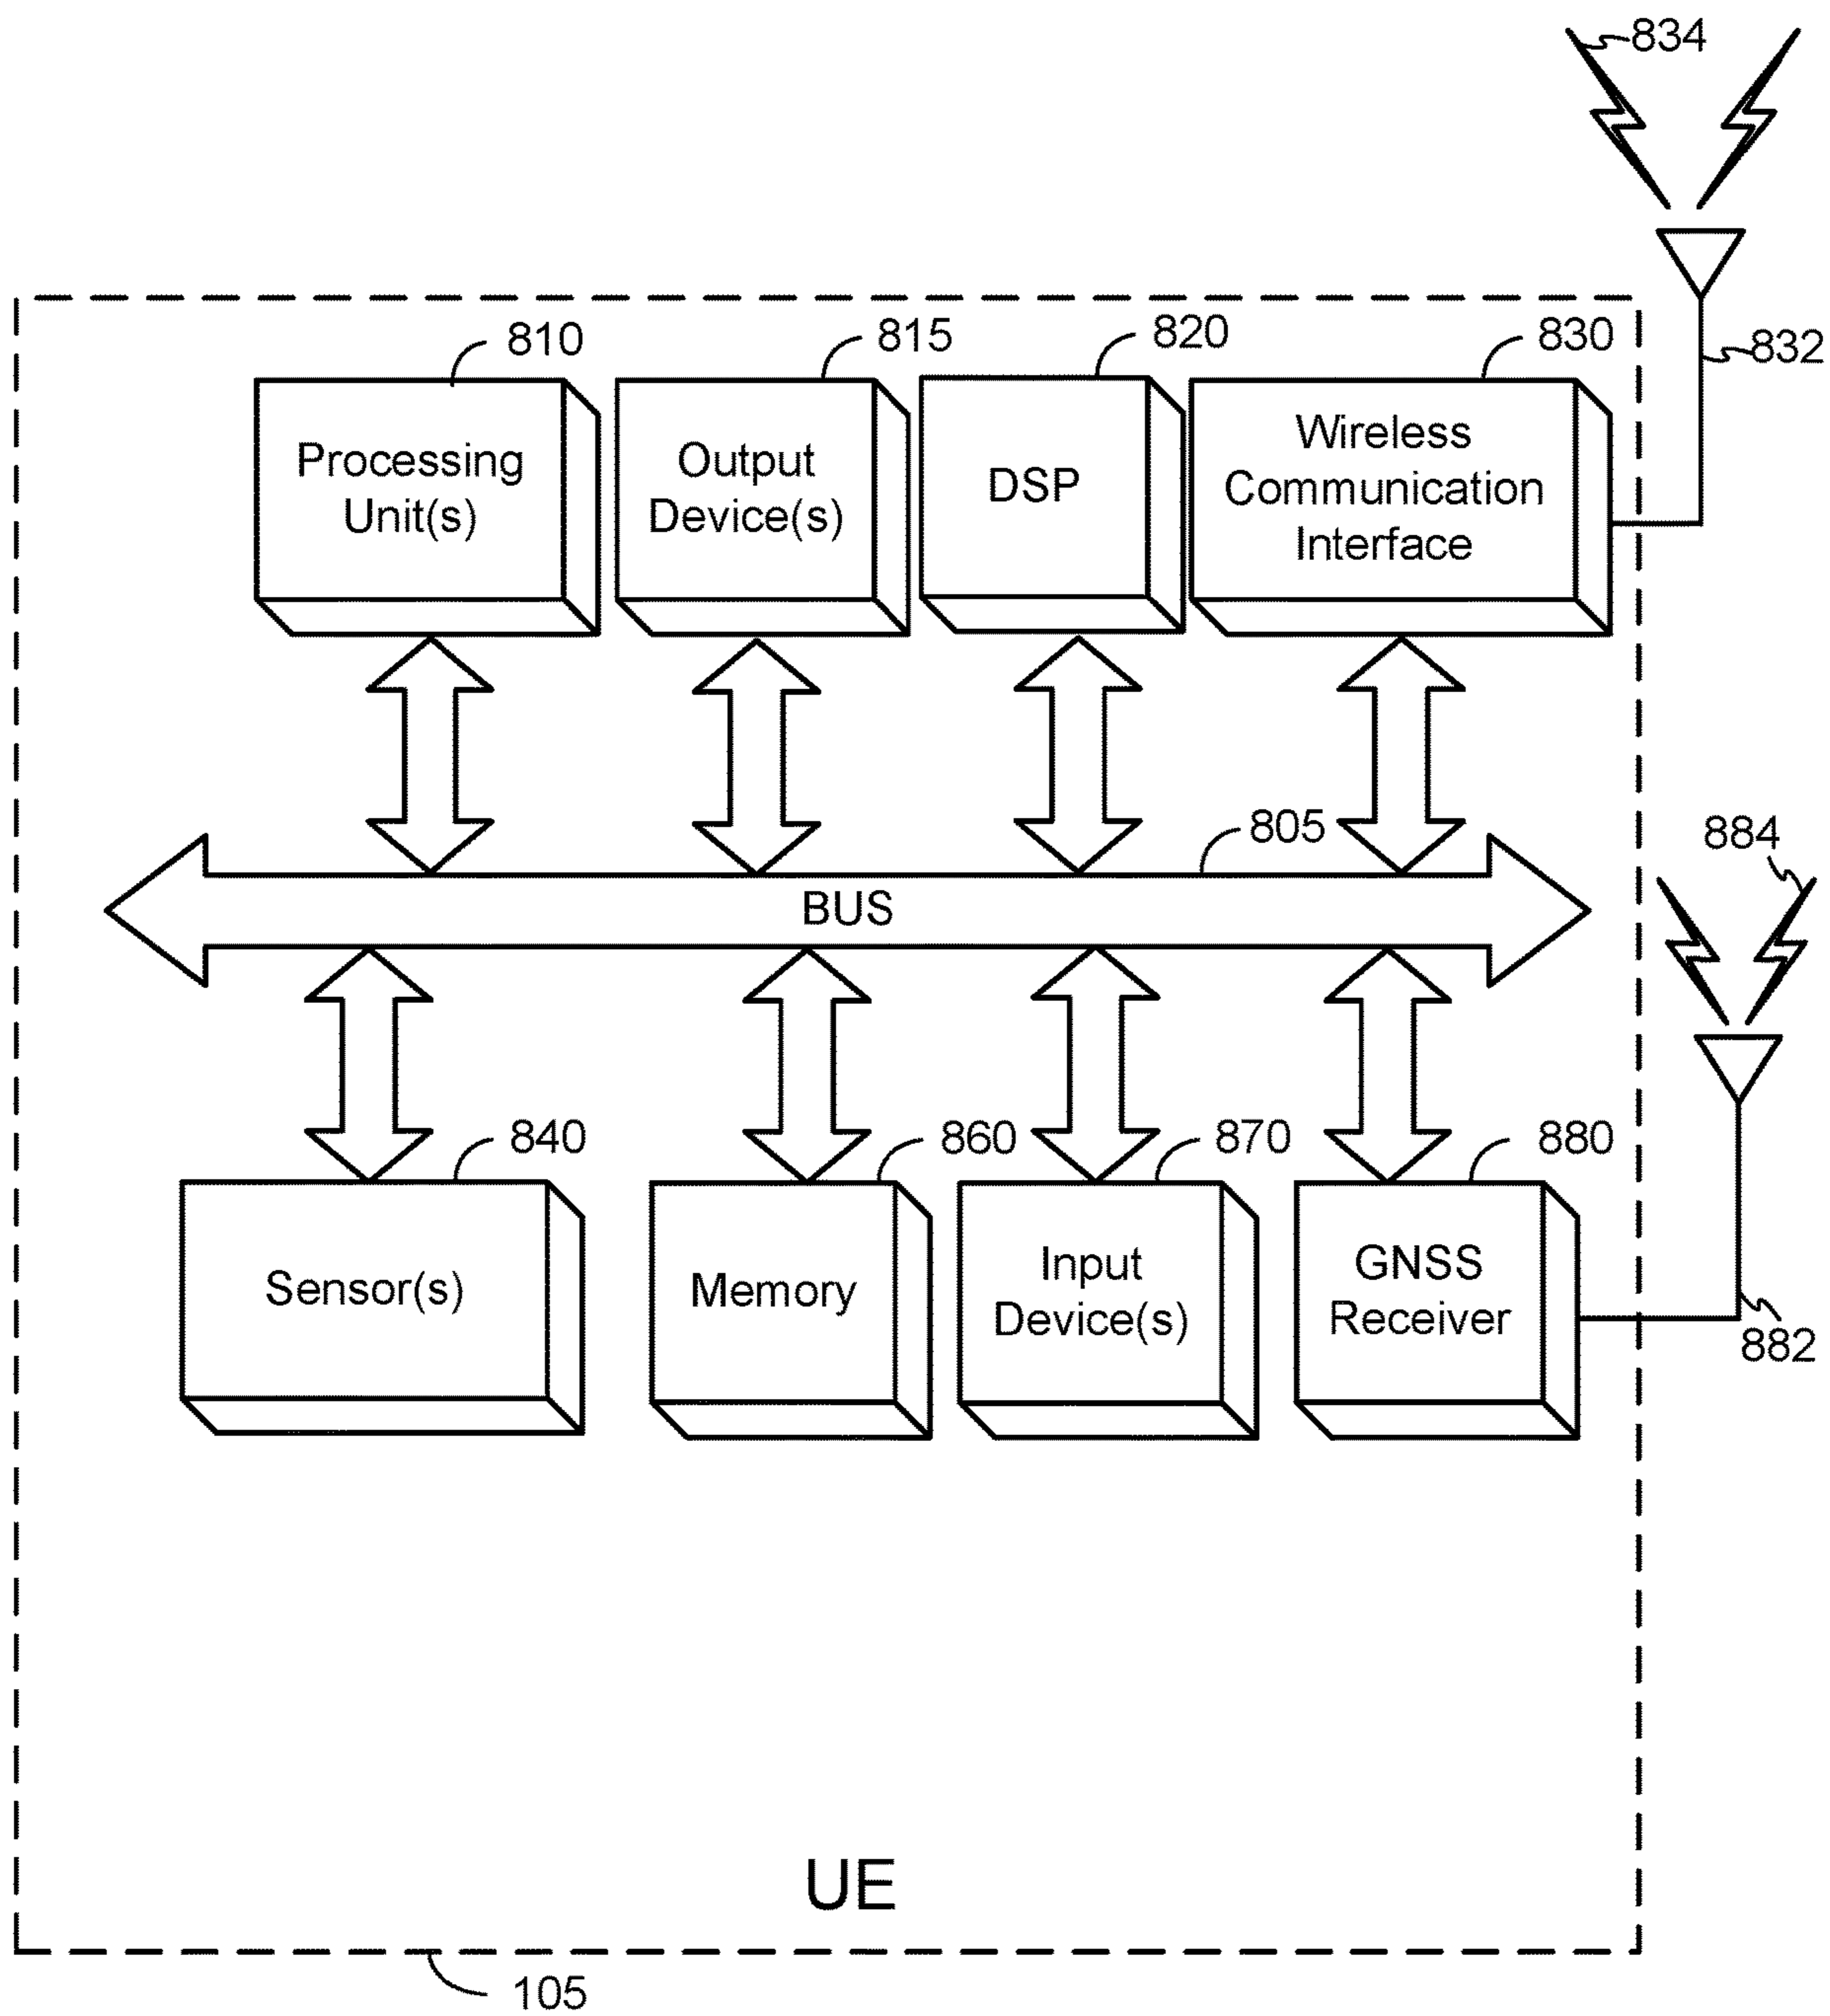 834
832
810
815
820
830
Processing
Unit(s)
Output
Device(s)
DSP
Wireless
Communication
Interface
805
BUS
884
882
840
860
870
880
Sensor(s)
Memory
Input
Device(s)
GNSS
Receiver
UE
105